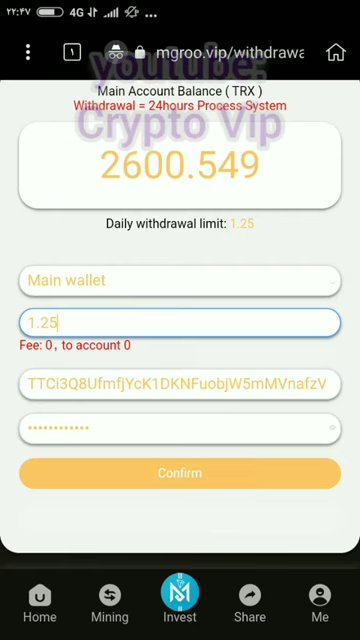 ۲۲:۴۷
4G
۱
mgroo.vip/withdrawa
youtube:
Main Account Balance ( TRX )
Withdrawal = 24hours Process System
Crypto Vip
2600.549
Daily withdrawal limit: 1.25
Main wallet
1.25
Fee: 0, to account 0
TTCi3Q8UfmfjYcK1DKNFuobjW5mMVnafzV
Confirm
Home
Mining
Invest
Share
Me